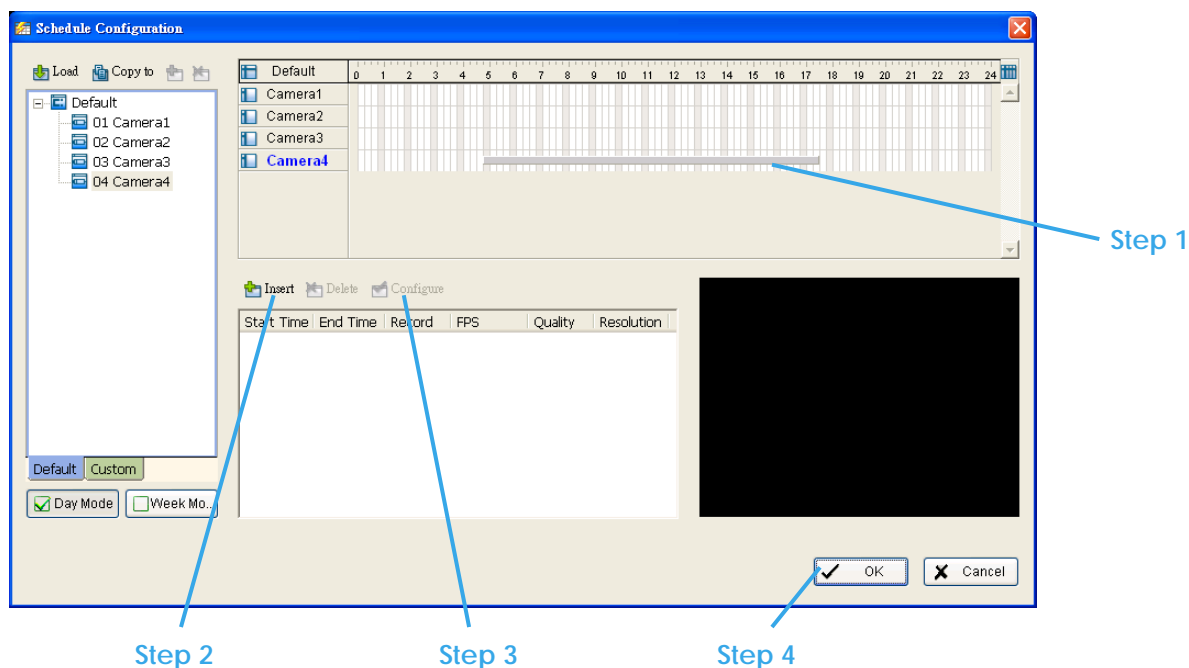 Schedule Configuration
Load Copy to
Default
01 Camera1
02 Camera2
03 Camera3
04 Camera4
Default Custom
Day Mode Week Mo..
Default 0 1 2 3 4 5 6 7 8 9 10 11 12 13 14 15 16 17 18 19 20 21 22 23 24
Camera1
Camera2
Camera3
Camera4
Step 1
Insert Delete Configure
Start Time End Time Record FPS Quality Resolution
OK Cancel
Step 2 Step 3 Step 4